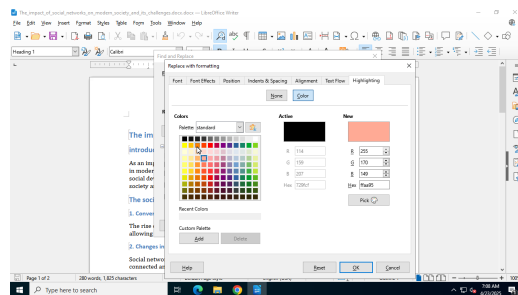 The_impact_of_social_networks_on_modern_society_and_its_challenges.docx.docx — LibreOffice Writer
File Edit View Insert Format Styles Table Form Tools Window Help
Heading 1
Calibri
Find and Replace
Replace with formatting
Font Font Effects Position Indents & Spacing Alignment Text Flow Highlighting
None Color
Colors Active New
Palette: standard
R 114 R 255
G 159 G 170
B 207 B 149
Hex 729fcf Hex ffaa95
Pick
Recent Colors
Custom Palette
Add Delete
Help Reset OK Cancel
The im
Introduc
As an imp
in modern
social det
society a
The soci
1. Conver
The rise
allowing
2. Changes in
Social netwo
connected an
Page 1 of 2 280 words, 1,825 characters
100%
Type here to search
7:08 AM
6/23/2025